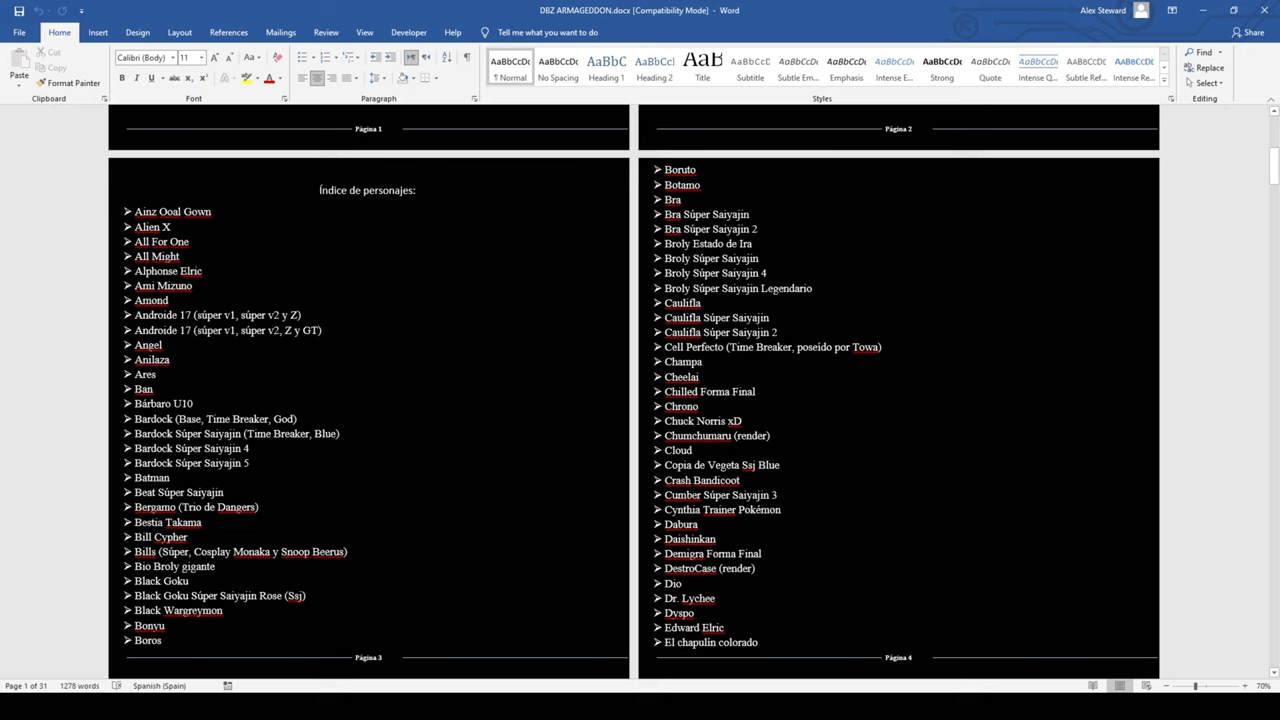 DBZ ARMAGEDDON.docx [Compatibility Mode] - Word
Alex Steward
File Home Insert Design Layout References Mailings Review View Developer Help Tell me what you want to do Share
Paste
Cut
Copy
Format Painter
Clipboard
Calibri (Body) 11
Font
Paragraph
AaBbCcDc AaBbCcDc AaBbC AaBbCcC AaB AaBbCcD AaBbCcDc AaBbCcDc AaBbCcDc AaBbCcDc AaBbCcDc AaBbCcDc AaBbCcDc AaBbCcDc
¶ Normal No Spacing Heading 1 Heading 2 Title Subtitle Subtle Em... Emphasis Intense E... Strong Quote Intense Q... Subtle Ref... Intense Re...
Styles
Find
Replace
Select
Editing
Página 1
Página 2
Índice de personajes:
➢ Ainz Ooal Gown
➢ Alien X
➢ All For One
➢ All Might
➢ Alphonse Elric
➢ Ami Mizuno
➢ Amond
➢ Androide 17 (súper v1, súper v2 y Z)
➢ Androide 17 (súper v1, súper v2, Z y GT)
➢ Angel
➢ Anilaza
➢ Ares
➢ Ban
➢ Bárbaro U10
➢ Bardock (Base, Time Breaker, God)
➢ Bardock Súper Saiyajin (Time Breaker, Blue)
➢ Bardock Súper Saiyajin 4
➢ Bardock Súper Saiyajin 5
➢ Batman
➢ Beat Súper Saiyajin
➢ Bergamo (Trio de Dangers)
➢ Bestia Takama
➢ Bill Cypher
➢ Bills (Súper, Cosplay Monaka y Snoop Beerus)
➢ Bio Broly gigante
➢ Black Goku
➢ Black Goku Súper Saiyajin Rose (Ssj)
➢ Black Wargreymon
➢ Bonyu
➢ Boros
Página 3
➢ Boruto
➢ Botamo
➢ Bra
➢ Bra Súper Saiyajin
➢ Bra Súper Saiyajin 2
➢ Broly Estado de Ira
➢ Broly Súper Saiyajin
➢ Broly Súper Saiyajin 4
➢ Broly Súper Saiyajin Legendario
➢ Caulifla
➢ Caulifla Súper Saiyajin
➢ Caulifla Súper Saiyajin 2
➢ Cell Perfecto (Time Breaker, poseído por Towa)
➢ Champa
➢ Cheelai
➢ Chilled Forma Final
➢ Chrono
➢ Chuck Norris xD
➢ Chumchumaru (render)
➢ Cloud
➢ Copia de Vegeta Ssj Blue
➢ Crash Bandicoot
➢ Cumber Súper Saiyajin 3
➢ Cynthia Trainer Pokémon
➢ Dabura
➢ Daishinkan
➢ Demigra Forma Final
➢ DestroCase (render)
➢ Dio
➢ Dr. Lychee
➢ Dyspo
➢ Edward Elric
➢ El chapulín colorado
Página 4
Page 1 of 31 1278 words Spanish (Spain) 70%